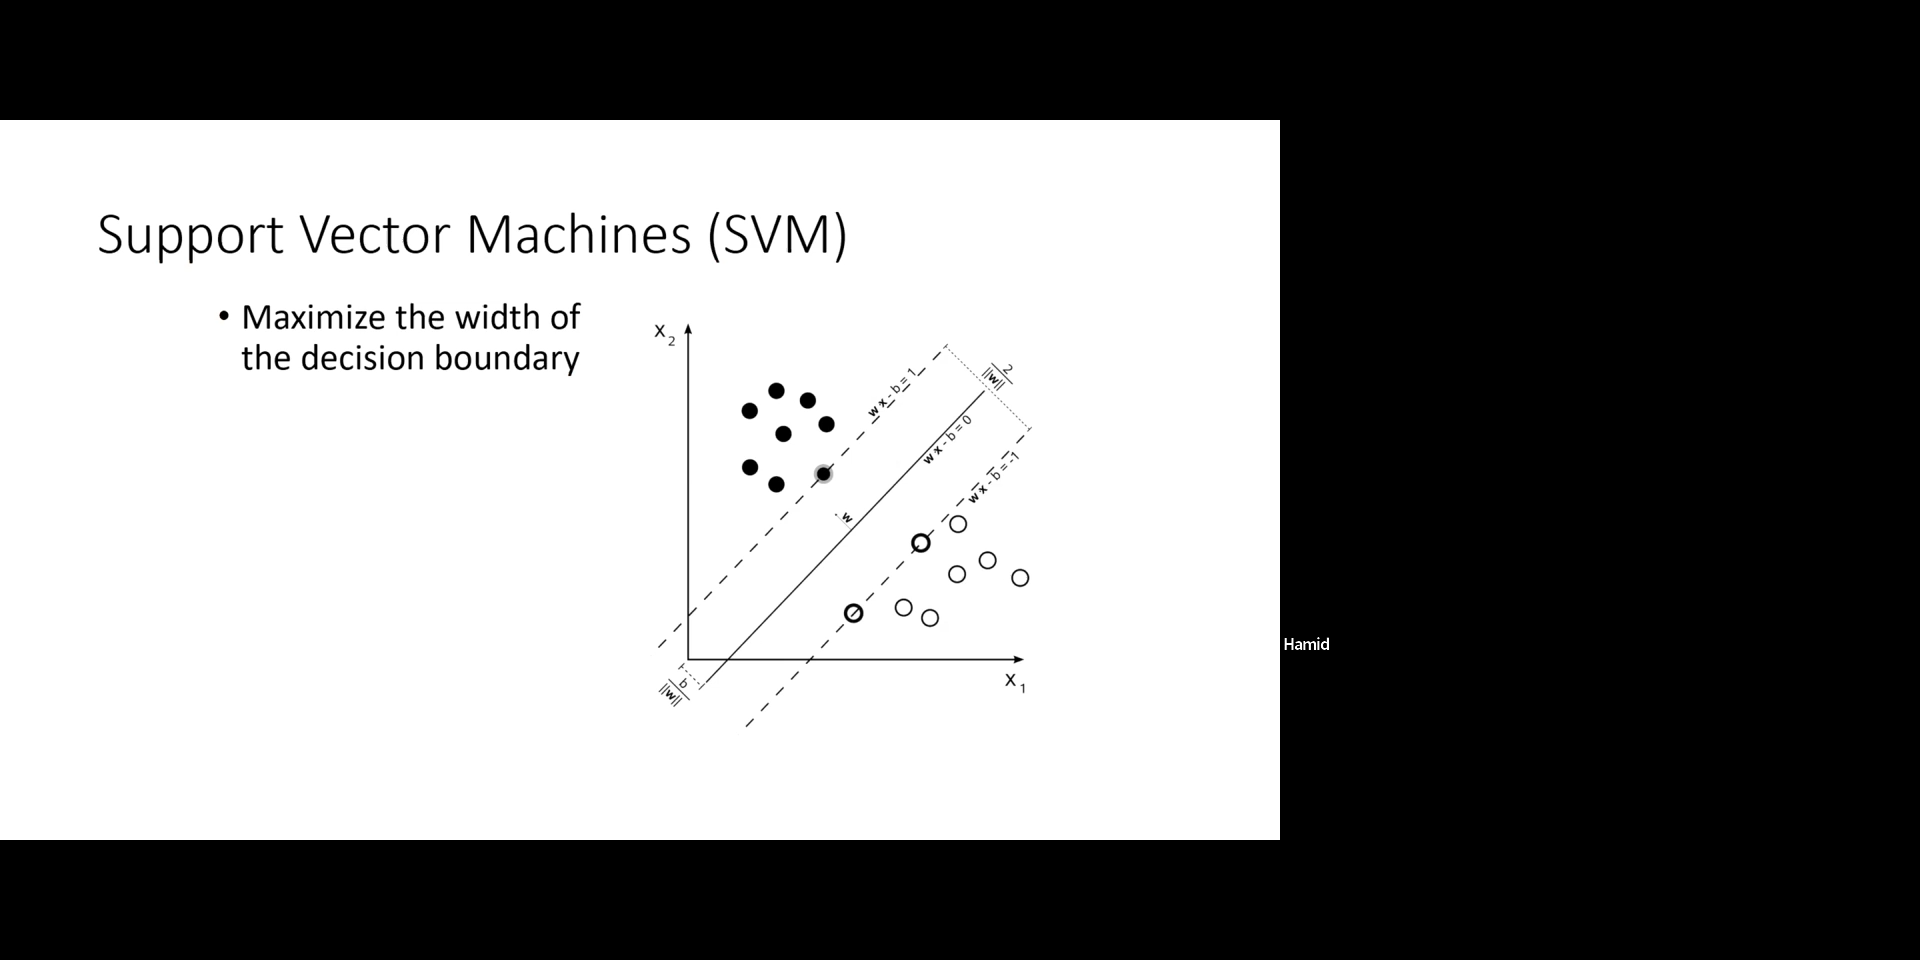 Support Vector Machines (SVM)
• Maximize the width of
the decision boundary
X2
w x - b = 1
2
||w||
w x - b = 0
w x - b = -1
w
b
||w||
X1
Hamid